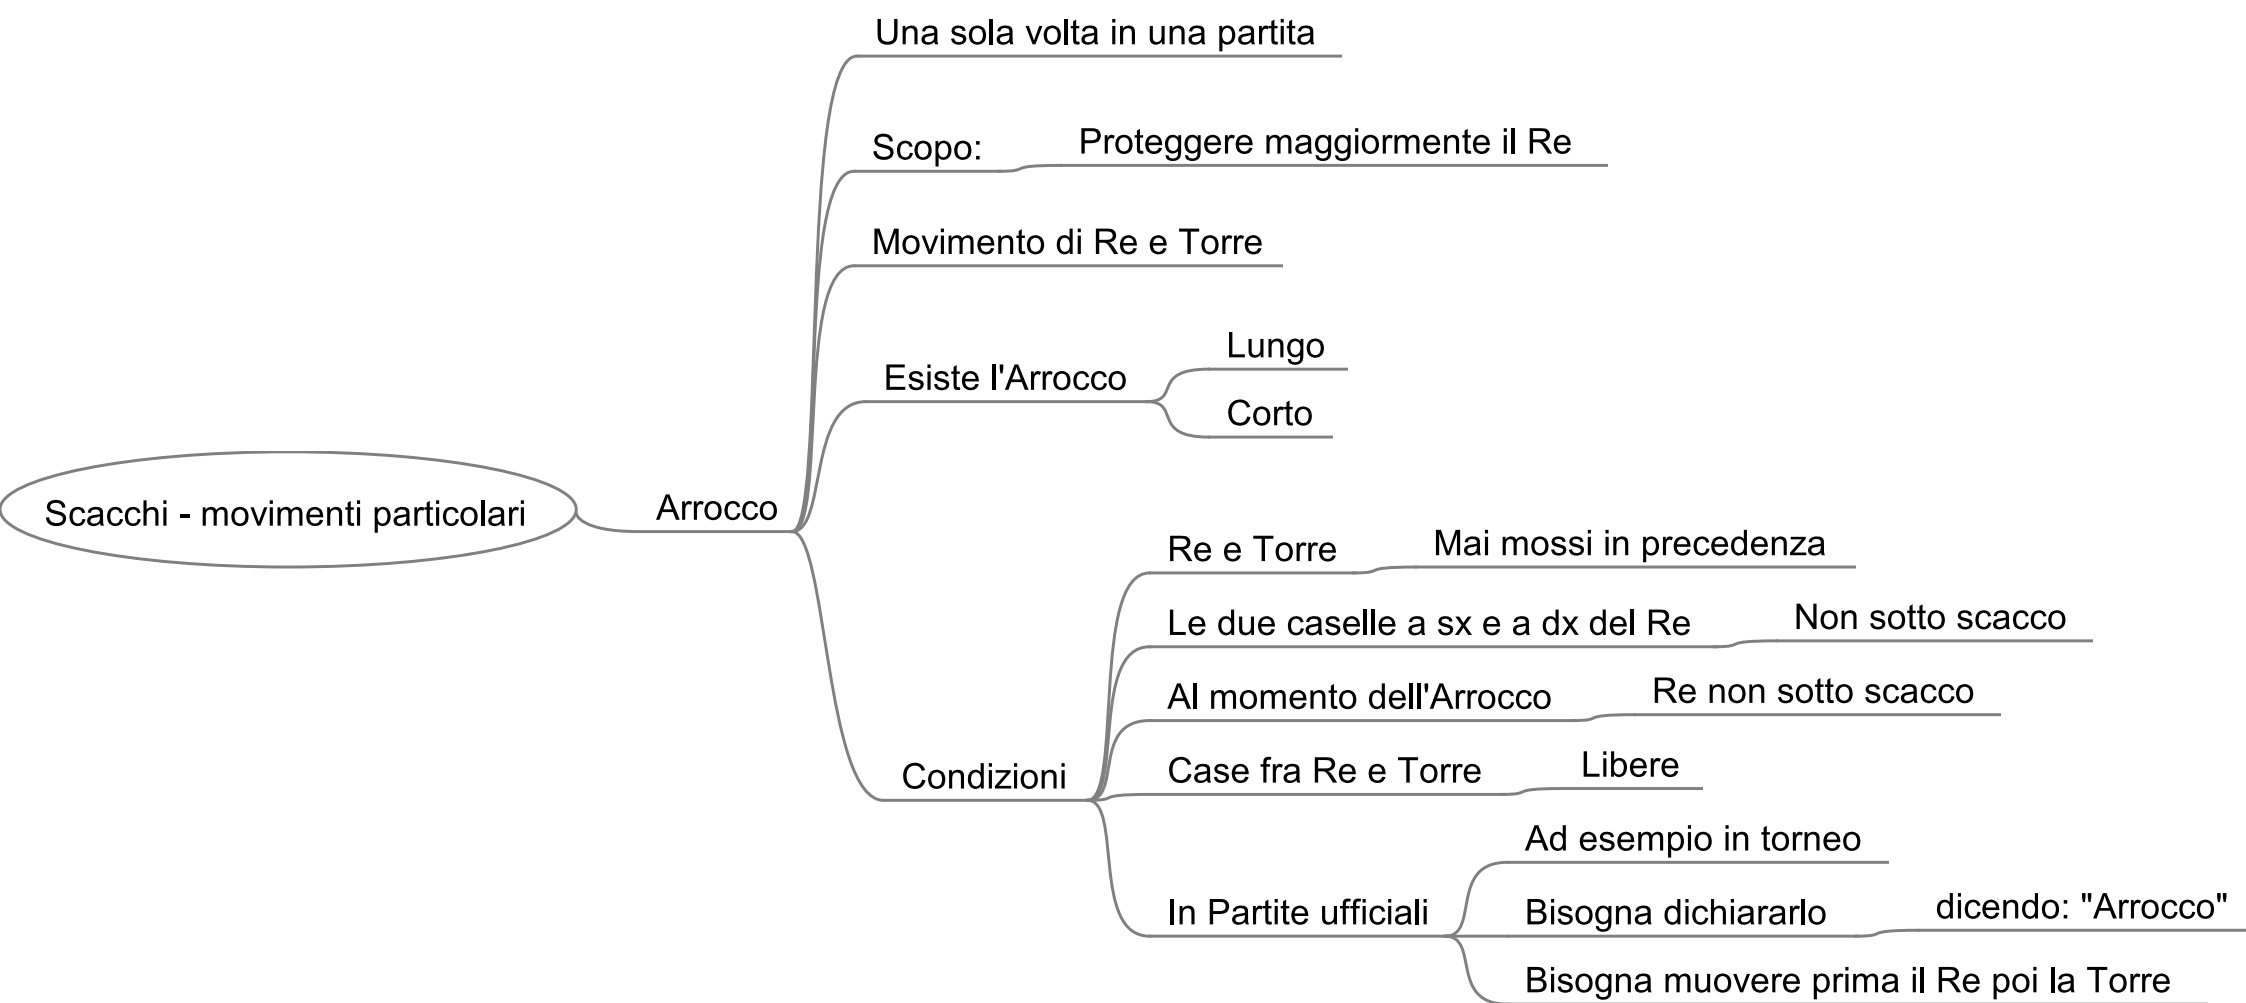 Una sola volta in una partita
Scopo:
Proteggere maggiormente il Re
Movimento di Re e Torre
Esiste l'Arrocco
Lungo
Corto
Scacchi - movimenti particolari
Arrocco
Condizioni
Re e Torre
Mai mossi in precedenza
Le due caselle a sx e a dx del Re
Non sotto scacco
Al momento dell'Arrocco
Re non sotto scacco
Case fra Re e Torre
Libere
In Partite ufficiali
Ad esempio in torneo
Bisogna dichiararlo
dicendo: "Arrocco"
Bisogna muovere prima il Re poi la Torre